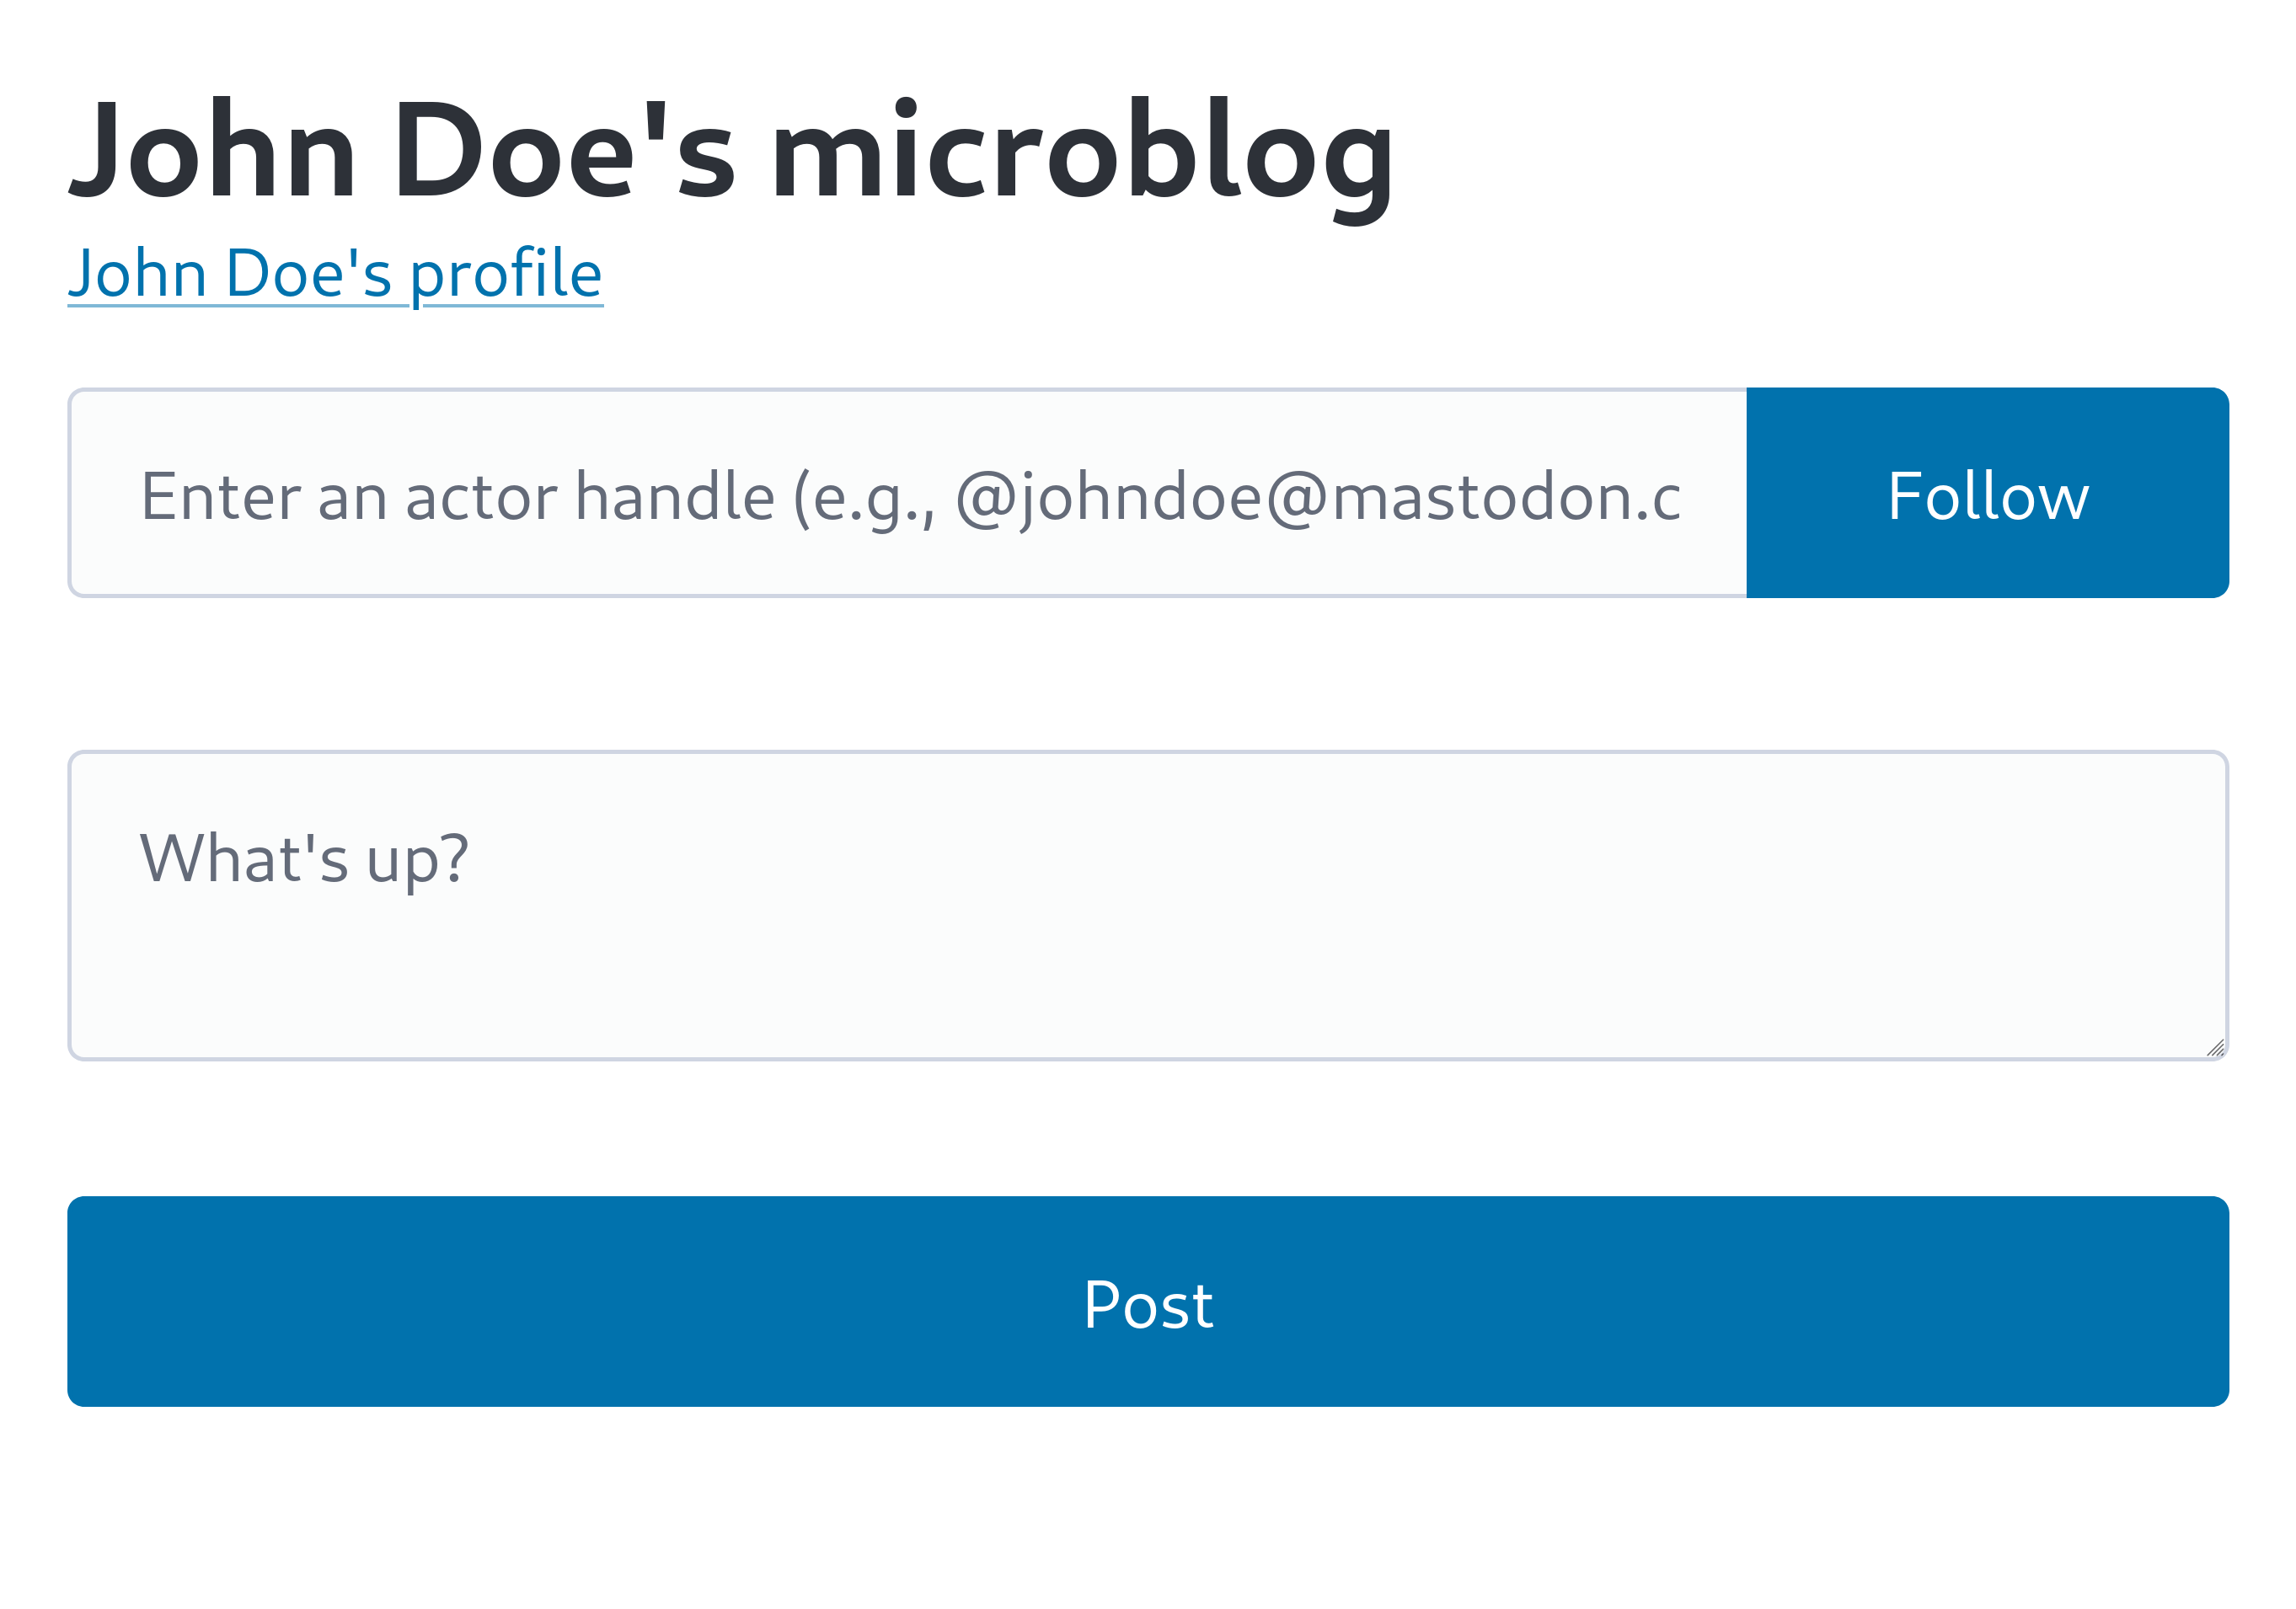 John Doe's microblog
John Doe's profile
Enter an actor handle (e.g., @johndoe@mastodon.c
Follow
What's up?
Post